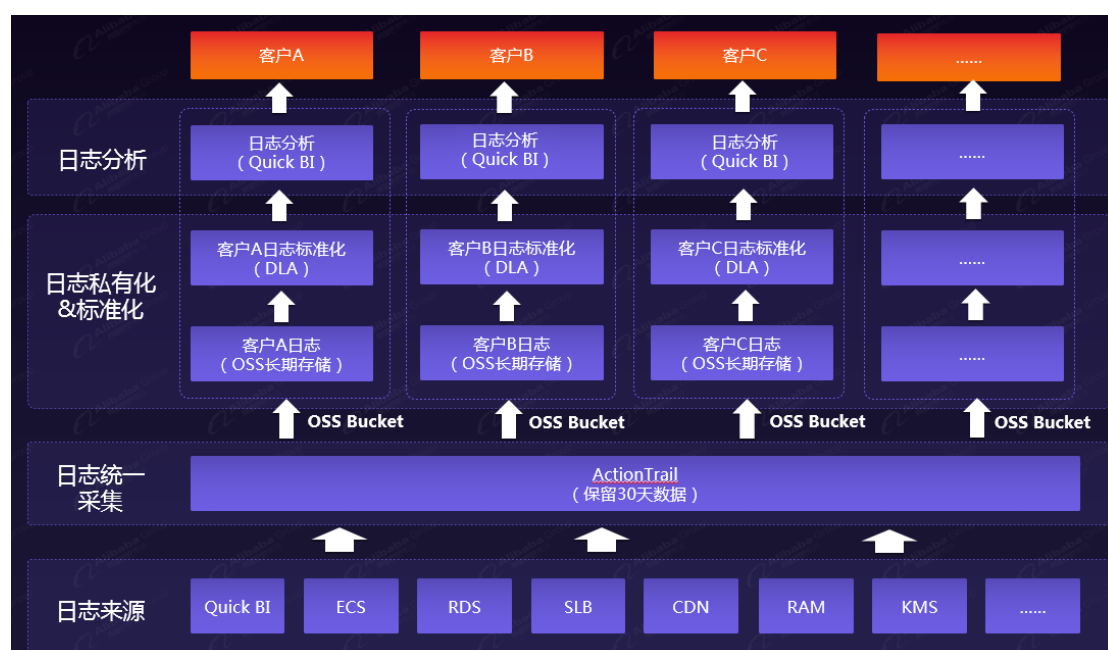 客户A
客户B
客户C
......
日志分析
日志分析
（Quick BI）
日志分析
（Quick BI）
日志分析
（Quick BI）
......
日志私有化
&标准化
客户A日志标准化
（DLA）
客户B日志标准化
（DLA）
客户C日志标准化
（DLA）
......
客户A日志
（OSS长期存储）
客户B日志
（OSS长期存储）
客户C日志
（OSS长期存储）
......
OSS Bucket
OSS Bucket
OSS Bucket
OSS Bucket
日志统一
采集
ActionTrail
（保留30天数据）
日志来源
Quick BI
ECS
RDS
SLB
CDN
RAM
KMS
......